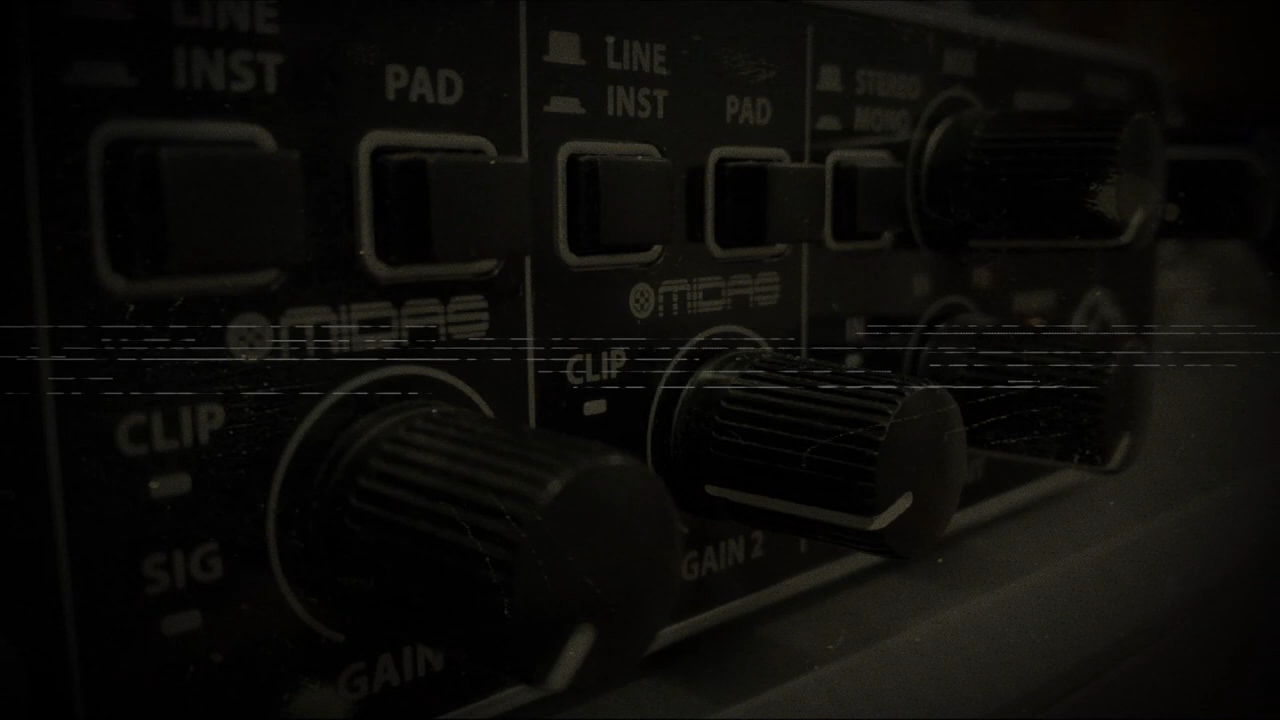 LINE
INST
PAD
LINE
INST
PAD
STEREO
MONO
MIDAS
MIDAS
CLIP
CLIP
SIG
GAIN
GAIN 2